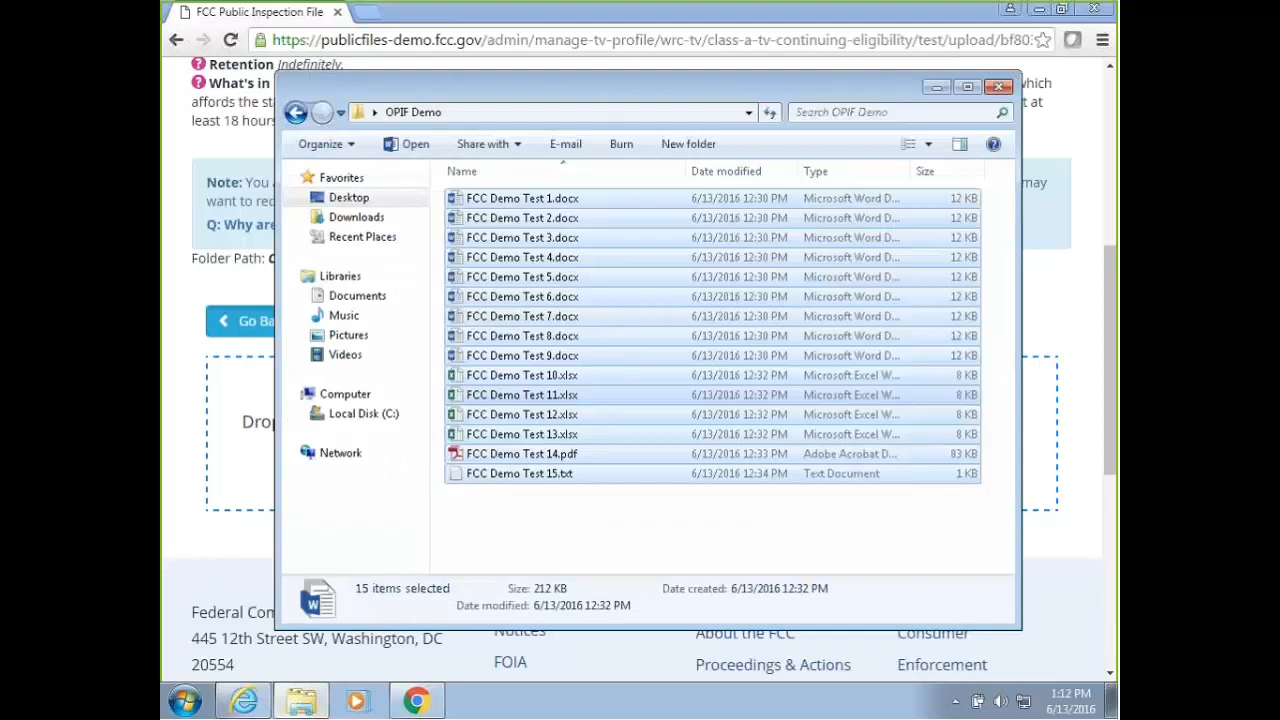 FCC Public Inspection File
https://publicfiles-demo.fcc.gov/admin/manage-tv-profile/wrc-tv/class-a-tv-continuing-eligibility/test/upload/bf80
Retention Indefinitely.
What's in which
affords the st at
least 18 hours
OPIF Demo
Search OPIF Demo
Organize Open Share with E-mail Burn New folder
Name Date modified Type Size
Favorites
Desktop
Downloads
Recent Places
Libraries
Documents
Music
Pictures
Videos
Computer
Local Disk (C:)
Network
FCC Demo Test 1.docx 6/13/2016 12:30 PM Microsoft Word D... 12 KB
FCC Demo Test 2.docx 6/13/2016 12:30 PM Microsoft Word D... 12 KB
FCC Demo Test 3.docx 6/13/2016 12:30 PM Microsoft Word D... 12 KB
FCC Demo Test 4.docx 6/13/2016 12:30 PM Microsoft Word D... 12 KB
FCC Demo Test 5.docx 6/13/2016 12:30 PM Microsoft Word D... 12 KB
FCC Demo Test 6.docx 6/13/2016 12:30 PM Microsoft Word D... 12 KB
FCC Demo Test 7.docx 6/13/2016 12:30 PM Microsoft Word D... 12 KB
FCC Demo Test 8.docx 6/13/2016 12:30 PM Microsoft Word D... 12 KB
FCC Demo Test 9.docx 6/13/2016 12:30 PM Microsoft Word D... 12 KB
FCC Demo Test 10.xlsx 6/13/2016 12:32 PM Microsoft Excel W... 8 KB
FCC Demo Test 11.xlsx 6/13/2016 12:32 PM Microsoft Excel W... 8 KB
FCC Demo Test 12.xlsx 6/13/2016 12:32 PM Microsoft Excel W... 8 KB
FCC Demo Test 13.xlsx 6/13/2016 12:32 PM Microsoft Excel W... 8 KB
FCC Demo Test 14.pdf 6/13/2016 12:33 PM Adobe Acrobat D... 83 KB
FCC Demo Test 15.txt 6/13/2016 12:34 PM Text Document 1 KB
15 items selected Size: 212 KB Date created: 6/13/2016 12:32 PM
Date modified: 6/13/2016 12:32 PM
Note: You may
want to rec
Q: Why are
Folder Path: C
Go Ba
Drop
Federal Com
445 12th Street SW, Washington, DC
20554
Notices
FOIA
About the FCC
Proceedings & Actions
Consumer
Enforcement
1:12 PM
6/13/2016